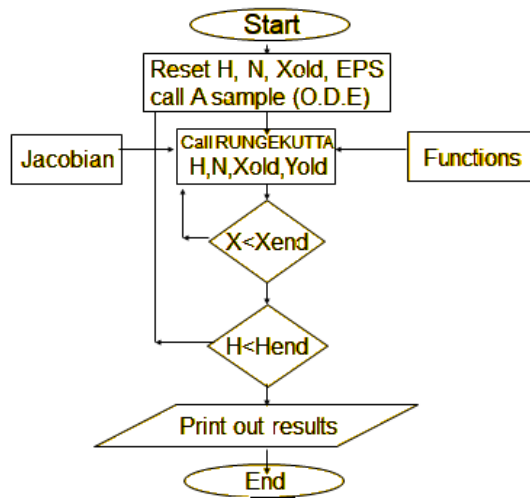 Start
Reset H, N, Xold, EPS
call A sample (O.D.E)
Jacobian
Call RUNGEKUTTA
H,N,Xold,Yold
Functions
X<Xend
H<Hend
Print out results
End